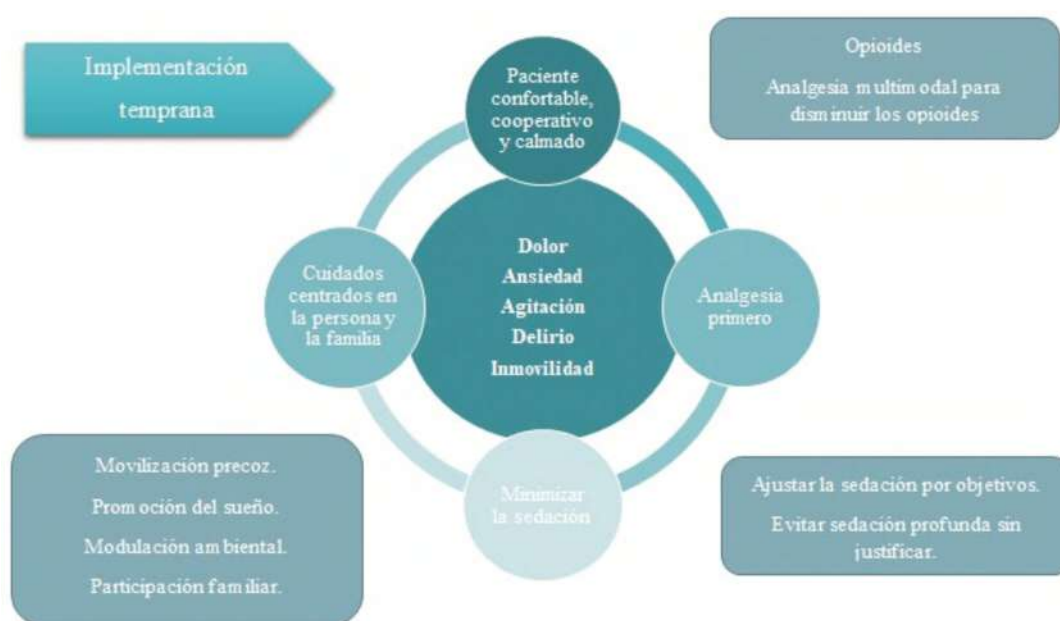 Implementación
temprana
Paciente
confortable,
cooperativo
y calmado
Opioides
Analgesia multimodal para
disminuir los opioides
Dolor
Ansiedad
Agitación
Delirio
Inmovilidad
Cuidados
centrados en
la persona y
la familia
Analgesia
primero
Minimizar
la sedación
Movilización precoz.
Promoción del sueño.
Modulación ambiental.
Participación familiar.
Ajustar la sedación por objetivos.
Evitar sedación profunda sin
justificar.